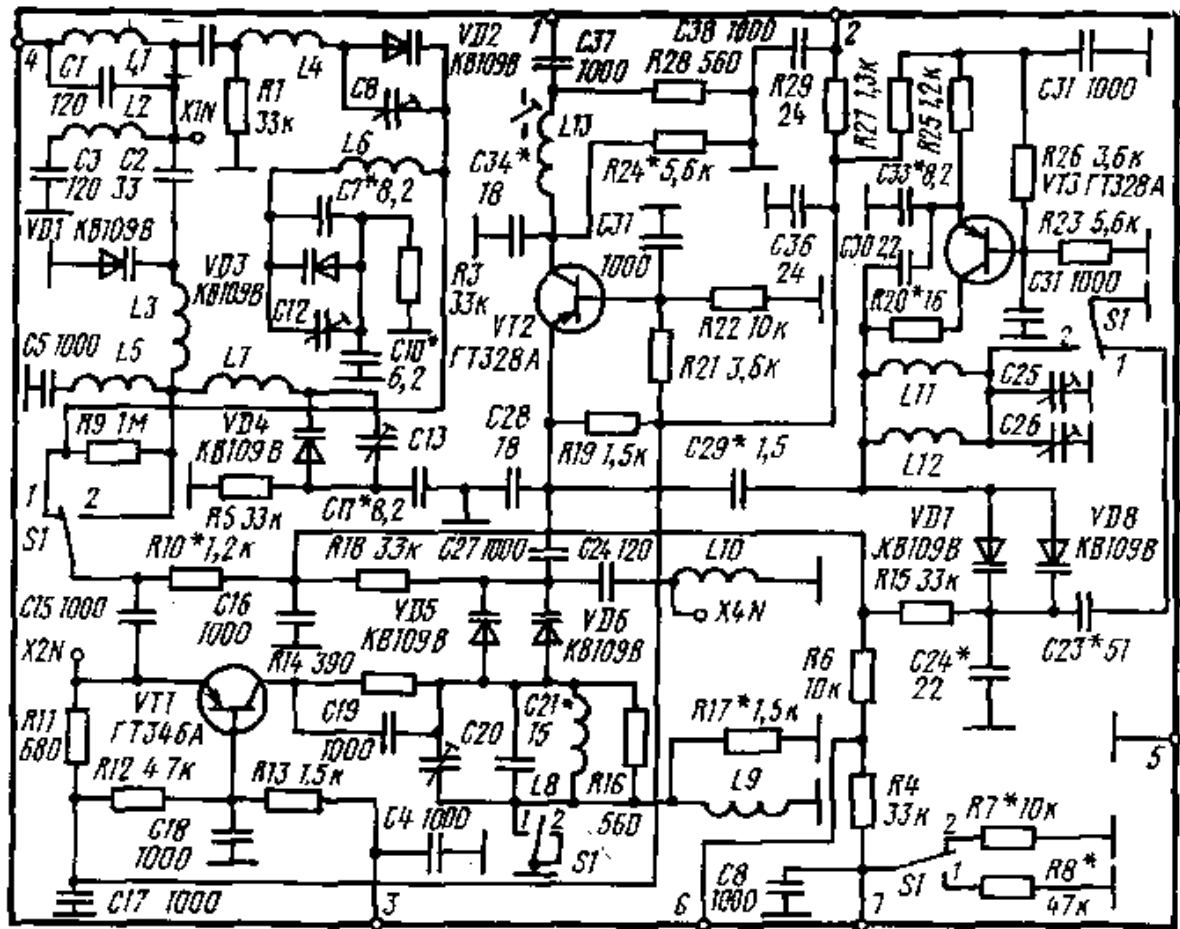 4
C1
120
L1
L2
X1N
R1
33к
L4
VD2
КВ109В
C8
C3
120
C2
33
L6
C7*8,2
VD1 КВ109В
VD3
КВ109В
L3
C12
C10*
6,2
C5 1000
L5
L7
R9 1М
VD4
КВ109В
C13
1
2
S1
R5 33к
C17*8,2
1
C37
1000
C38 1000
R28 560
R29
24
2
L13
C34*
18
R24*5,6к
R3
33к
C31
1000
C36
24
VT2
ГТ328А
R22 10к
R21 3,6к
C28
18
R19 1,5к
C29* 1,5
R27 1,3к
R25 1,2к
C31 1000
R26 3,6к
VT3 ГТ328А
C33*8,2
R23 5,6к
C30 22
C31 1000
R20*16
S1
2
1
L11
C25
C26
L12
VD7
КВ109В
VD8
КВ109В
R15 33к
C23*51
C24*
22
R10*1,2к
R18 33к
C27 1000
C24 120
L10
X4N
C15 1000
C16
1000
VD5
КВ109В
VD6
КВ109В
X2N
R14 390
VT1
ГТ346А
R11
680
C19
1000
C20
C21*
15
R12 4 7к
R13 1,5к
L8
R16
560
R17*1,5к
L9
R6
10к
R4
33к
5
C18
1000
C4 1000
1
2
S1
C8
1000
S1
2
1
R7*10к
R8*
47к
C17 1000
3
6
7